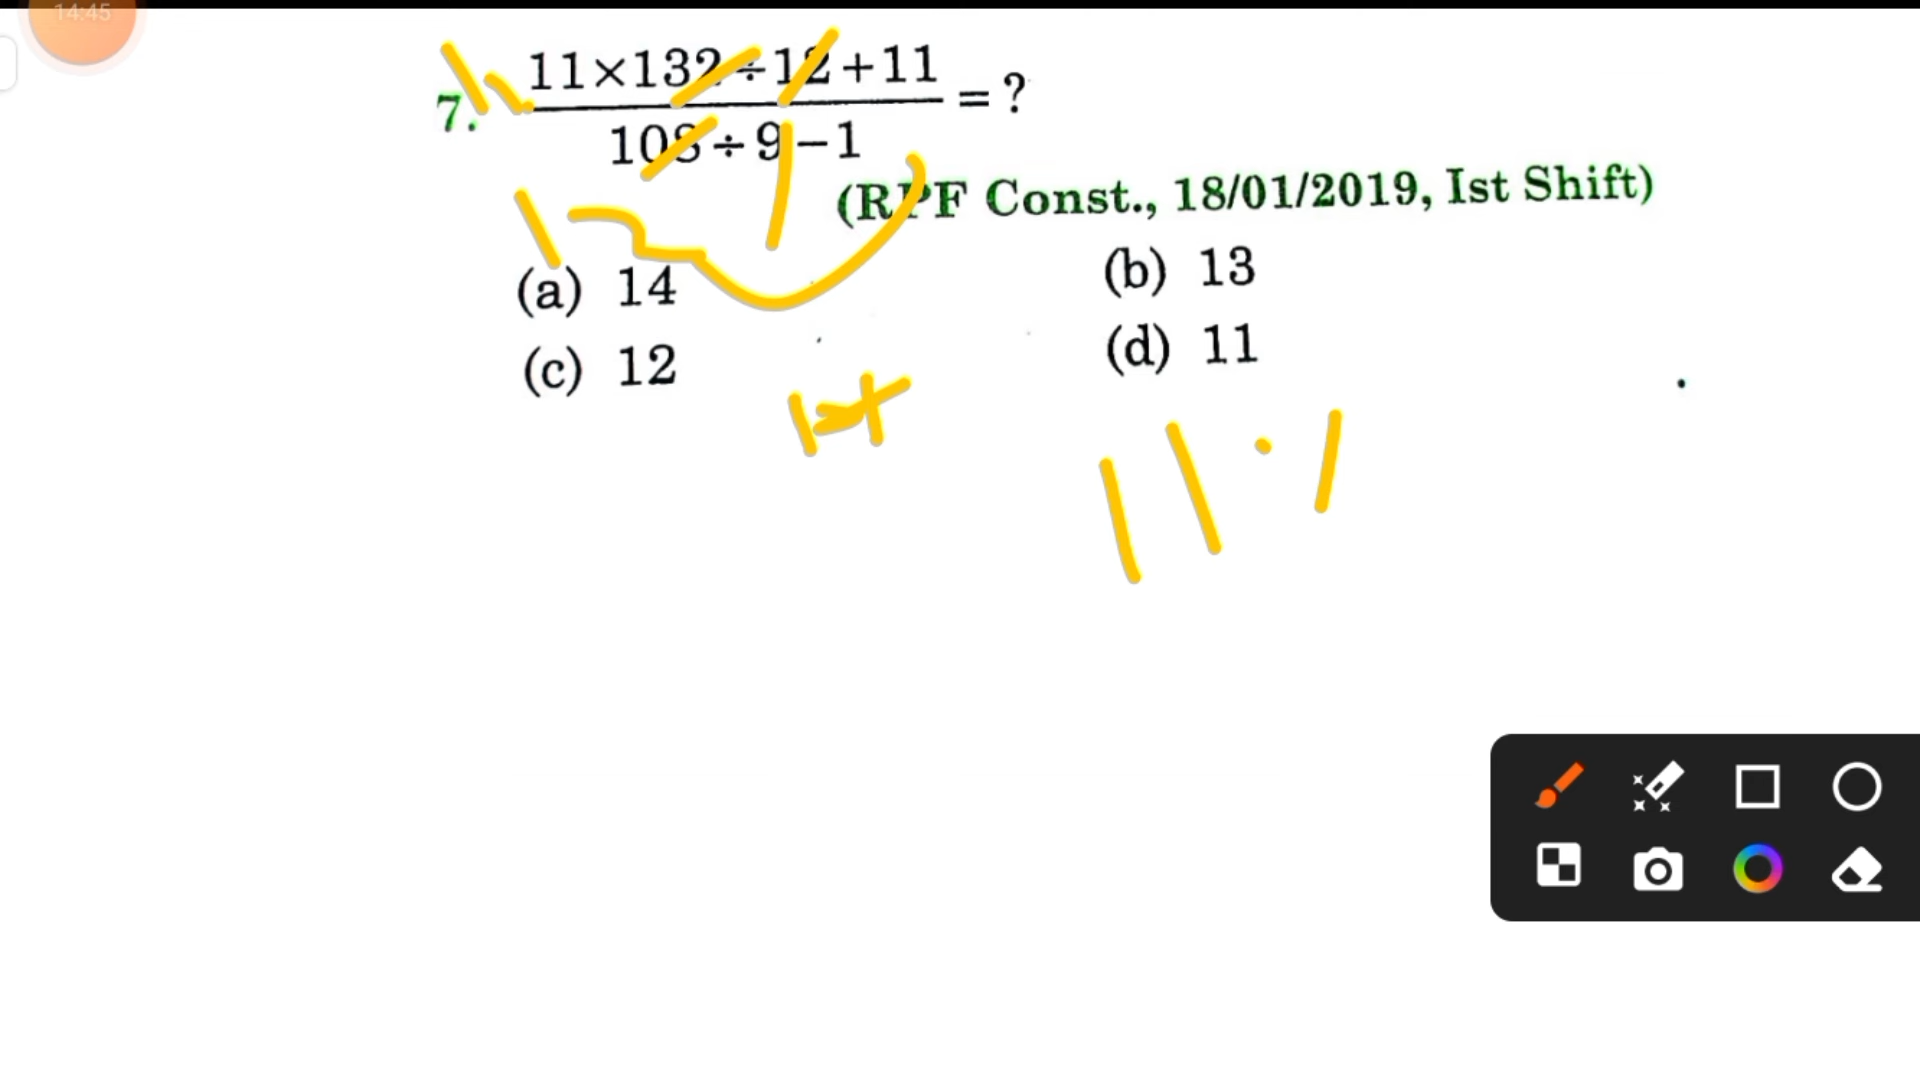 14:45
7. 11×132÷12+11
108÷9−1
= ?
(RPF Const., 18/01/2019, Ist Shift)
(a) 14
(b) 13
(c) 12
(d) 11